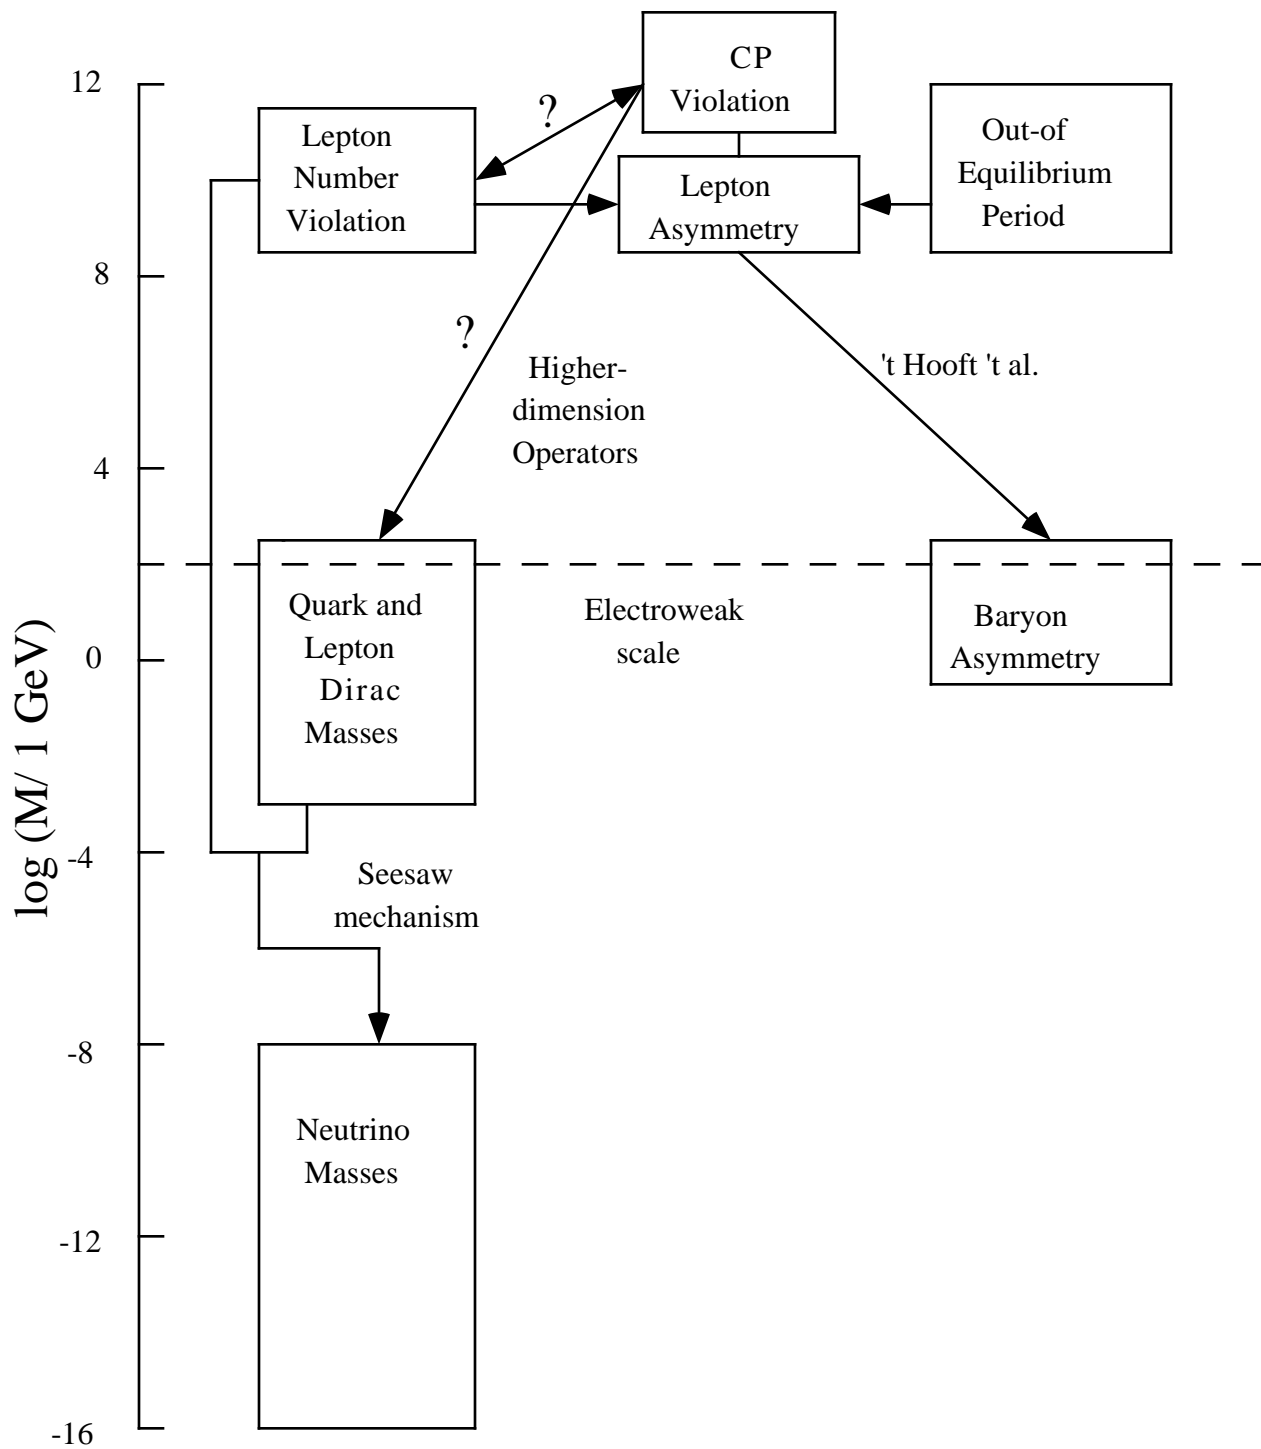 CP
Violation
12
?
Lepton
Number
Violation
Out-of
Equilibrium
Period
Lepton
Asymmetry
8
?
Higher-
dimension
Operators
't Hooft 't al.
4
Quark and
Lepton
Dirac
Masses
Electroweak
scale
Baryon
Asymmetry
0
log (M/ 1 GeV)
-4
Seesaw
mechanism
-8
Neutrino
Masses
-12
-16